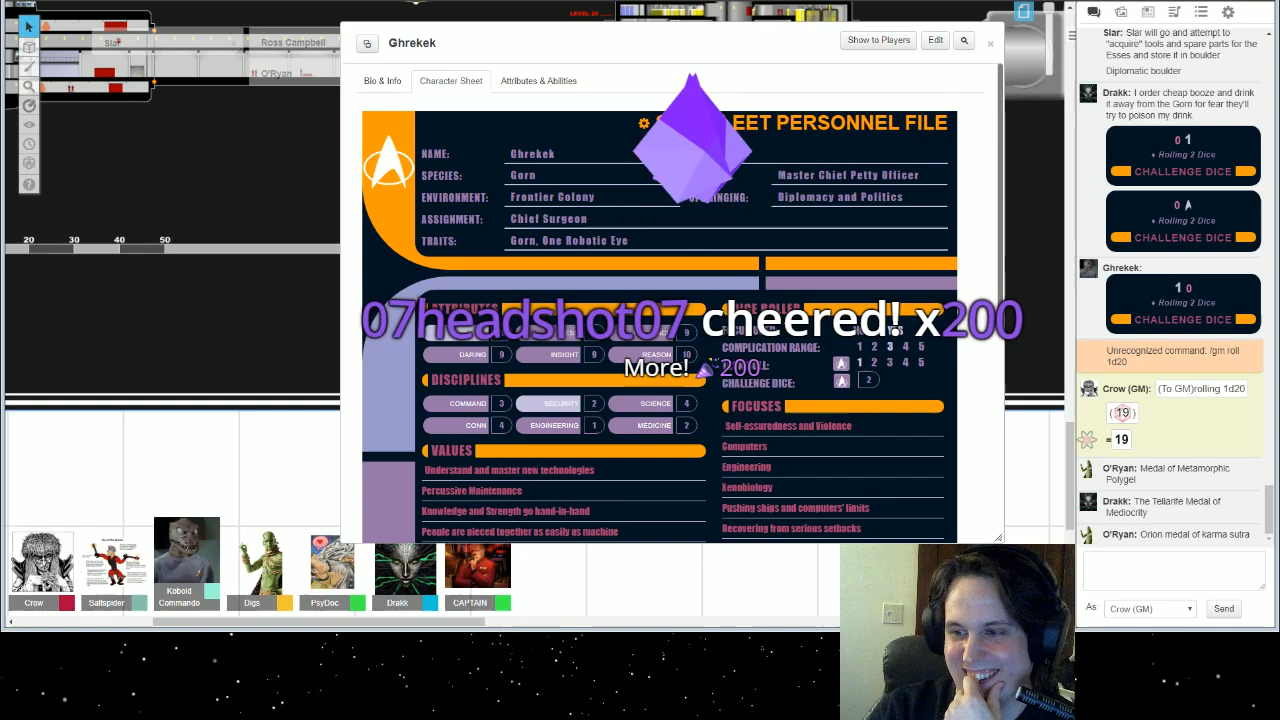 LEVEL
Slar
Ross Campbell
O'Ryan
20 30 40 50
Ghrekek
Show to Players
Edit
Bio & Info
Character Sheet
Attributes & Abilities
EET PERSONNEL FILE
NAME: Ghrekek
SPECIES: Gorn
Master Chief Petty Officer
ENVIRONMENT: Frontier Colony
Diplomacy and Politics
ASSIGNMENT: Chief Surgeon
TRAITS: Gorn, One Robotic Eye
07headshot07 cheered! x200
More! 200
9
9
DARING 9
INSIGHT 9
REASON 10
COMPLICATION RANGE: 1 2 3 4 5
1 2 3 4 5
CHALLENGE DICE: 2
DISCIPLINES
COMMAND 3
SECURITY 2
SCIENCE 4
CONN 4
ENGINEERING 1
MEDICINE 2
VALUES
Understand and master new technologies
Percussive Maintenance
Knowledge and Strength go hand-in-hand
People are pieced together as easily as machine
FOCUSES
Self-assuredness and Violence
Computers
Engineering
Xenobiology
Pushing ships and computers' limits
Recovering from serious setbacks
Crow
Saltspider
Kobold
Commando
Digs
PsyDoc
Drakk
CAPTAIN
Slar: Slar will go and attempt to
"acquire" tools and spare parts for the
Esses and store it in boulder
Diplomatic boulder
Drakk: I order cheap booze and drink
it away from the Gorn for fear they'll
try to poison my drink.
0 1
Rolling 2 Dice
CHALLENGE DICE
0
Rolling 2 Dice
CHALLENGE DICE
Ghrekek:
1 0
Rolling 2 Dice
CHALLENGE DICE
Unrecognized command: /gm roll
1d20
Crow (GM): (To GM)rolling 1d20
(19)
= 19
O'Ryan: Medal of Metamorphic
Polygel
Drakk: The Tellarite Medal of
Mediocrity
O'Ryan: Orion medal of karma sutra
As: Crow (GM)
Send